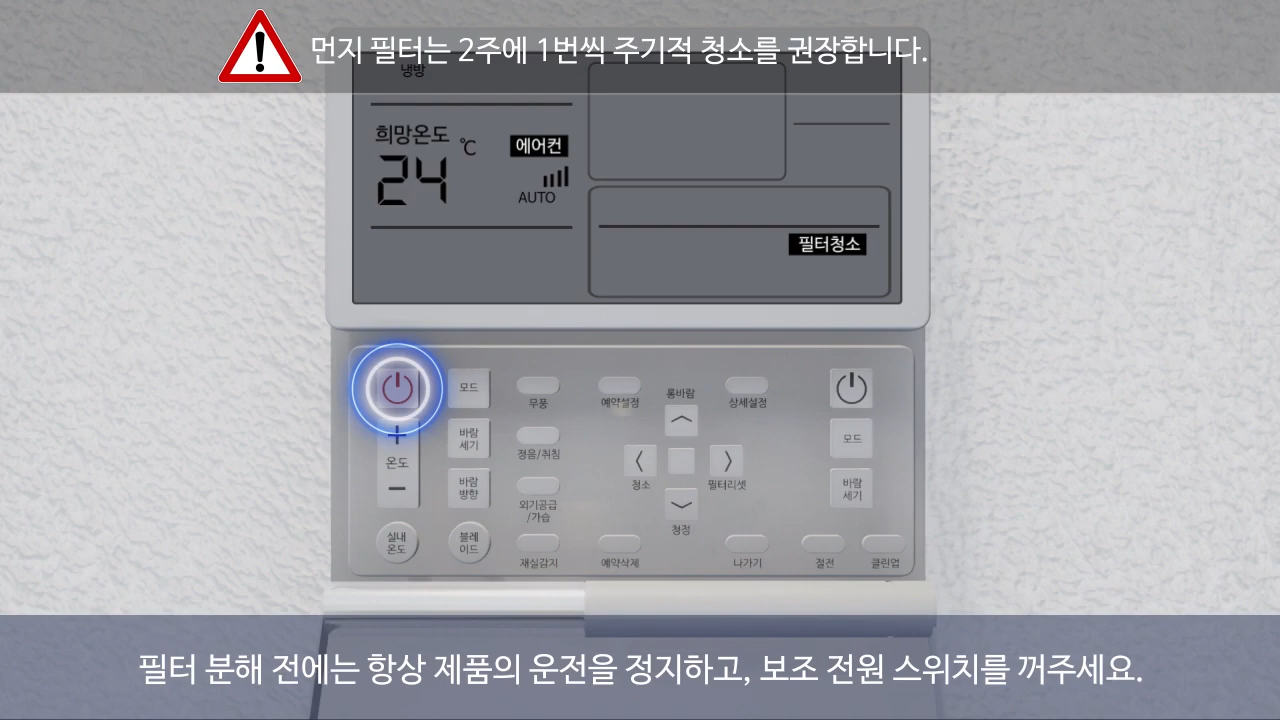 먼지 필터는 2주에 1번씩 주기적 청소를 권장합니다.
냉방
희망온도
24 ℃
에어컨
AUTO
필터청소
모드
무풍
예약설정
롱바람
상세설정
+
온도
−
바람
세기
정음/취침
모드
청소
필터리셋
바람
방향
외기공급
/가습
청정
바람
세기
실내
온도
블레
이드
재실감지
예약삭제
나가기
절전
클린업
필터 분해 전에는 항상 제품의 운전을 정지하고, 보조 전원 스위치를 꺼주세요.